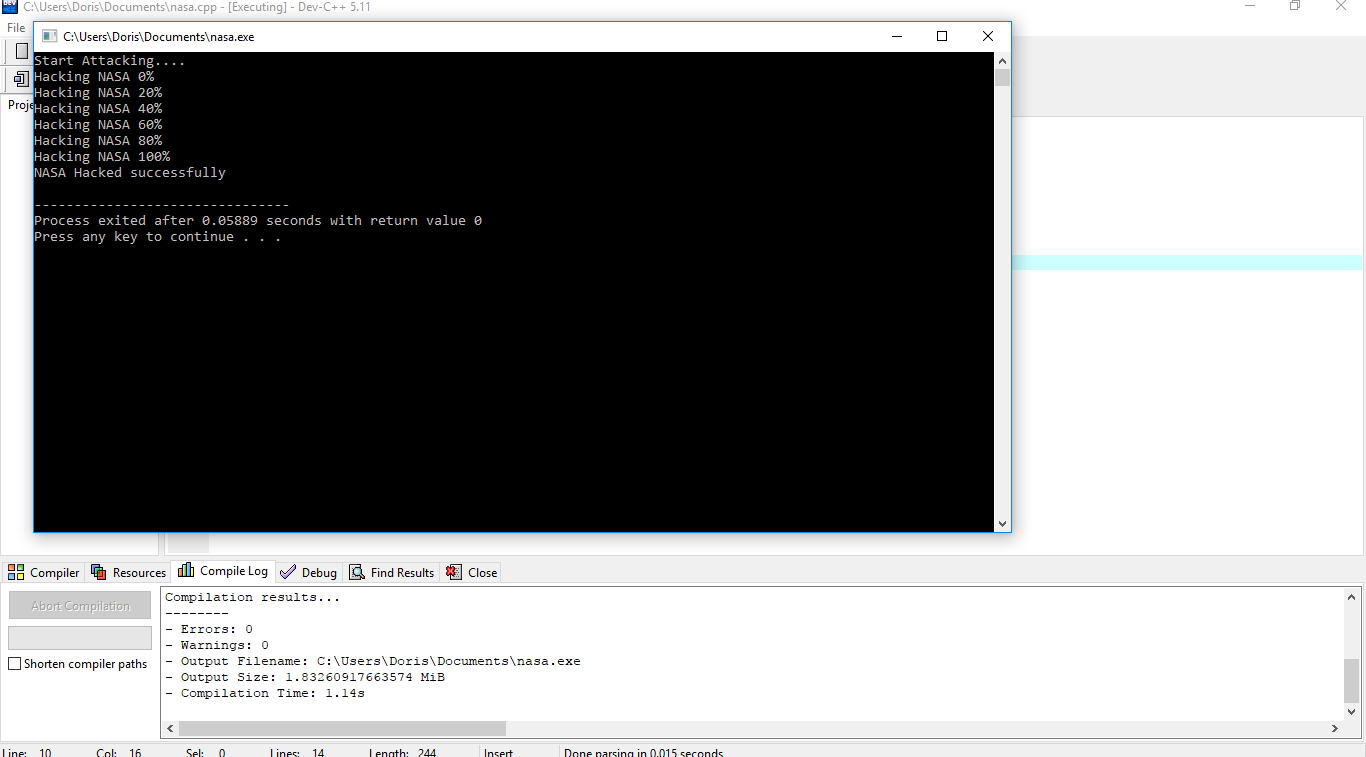 C:\Users\Doris\Documents\nasa.cpp - [Executing] - Dev-C++ 5.11
File
C:\Users\Doris\Documents\nasa.exe
Start Attacking....
Hacking NASA 0%
Hacking NASA 20%
Hacking NASA 40%
Hacking NASA 60%
Hacking NASA 80%
Hacking NASA 100%
NASA Hacked successfully
--------------------------------
Process exited after 0.05889 seconds with return value 0
Press any key to continue . . .
Proje
Compiler Resources Compile Log Debug Find Results Close
Abort Compilation
Shorten compiler paths
Compilation results...
--------
- Errors: 0
- Warnings: 0
- Output Filename: C:\Users\Doris\Documents\nasa.exe
- Output Size: 1.83260917663574 MiB
- Compilation Time: 1.14s
Line: 10 Col: 16 Sel: 0 Lines: 14 Length: 244 Insert Done parsing in 0.015 seconds